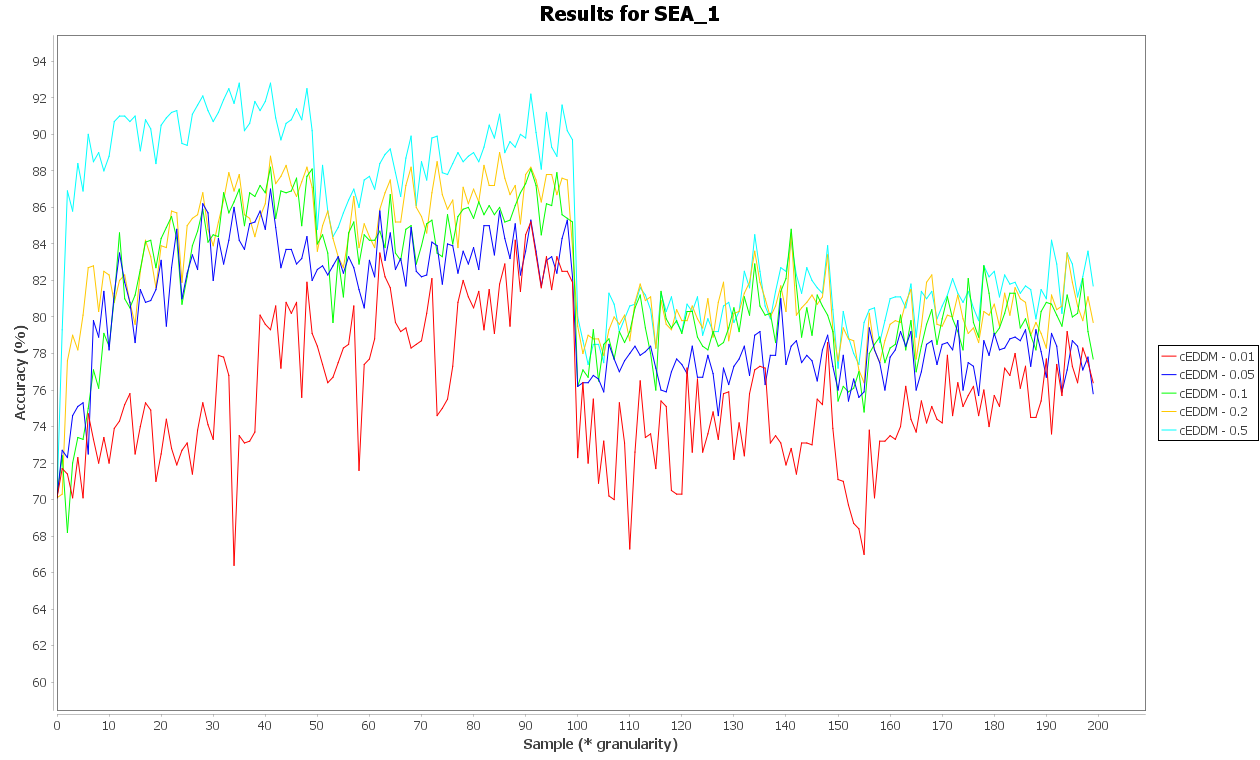 Results for SEA_1
Accuracy (%)
94
92
90
88
86
84
82
80
78
76
74
72
70
68
66
64
62
60
0 10 20 30 40 50 60 70 80 90 100 110 120 130 140 150 160 170 180 190 200
Sample (* granularity)
cEDDM - 0.01
cEDDM - 0.05
cEDDM - 0.1
cEDDM - 0.2
cEDDM - 0.5